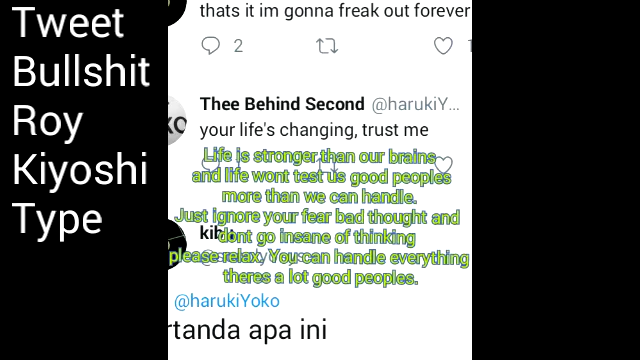 Tweet
Bullshit
Roy
Kiyoshi
Type
thats it im gonna freak out forever
2
Thee Behind Second @harukiY...
your life's changing, trust me
Life is stronger than our brains
and life wont test us good peoples
more than we can handle.
Just ignore your fear bad thought and
dont go insane of thinking
please relax. You can handle everything
theres a lot good peoples.
@harukiYoko
rtanda apa ini